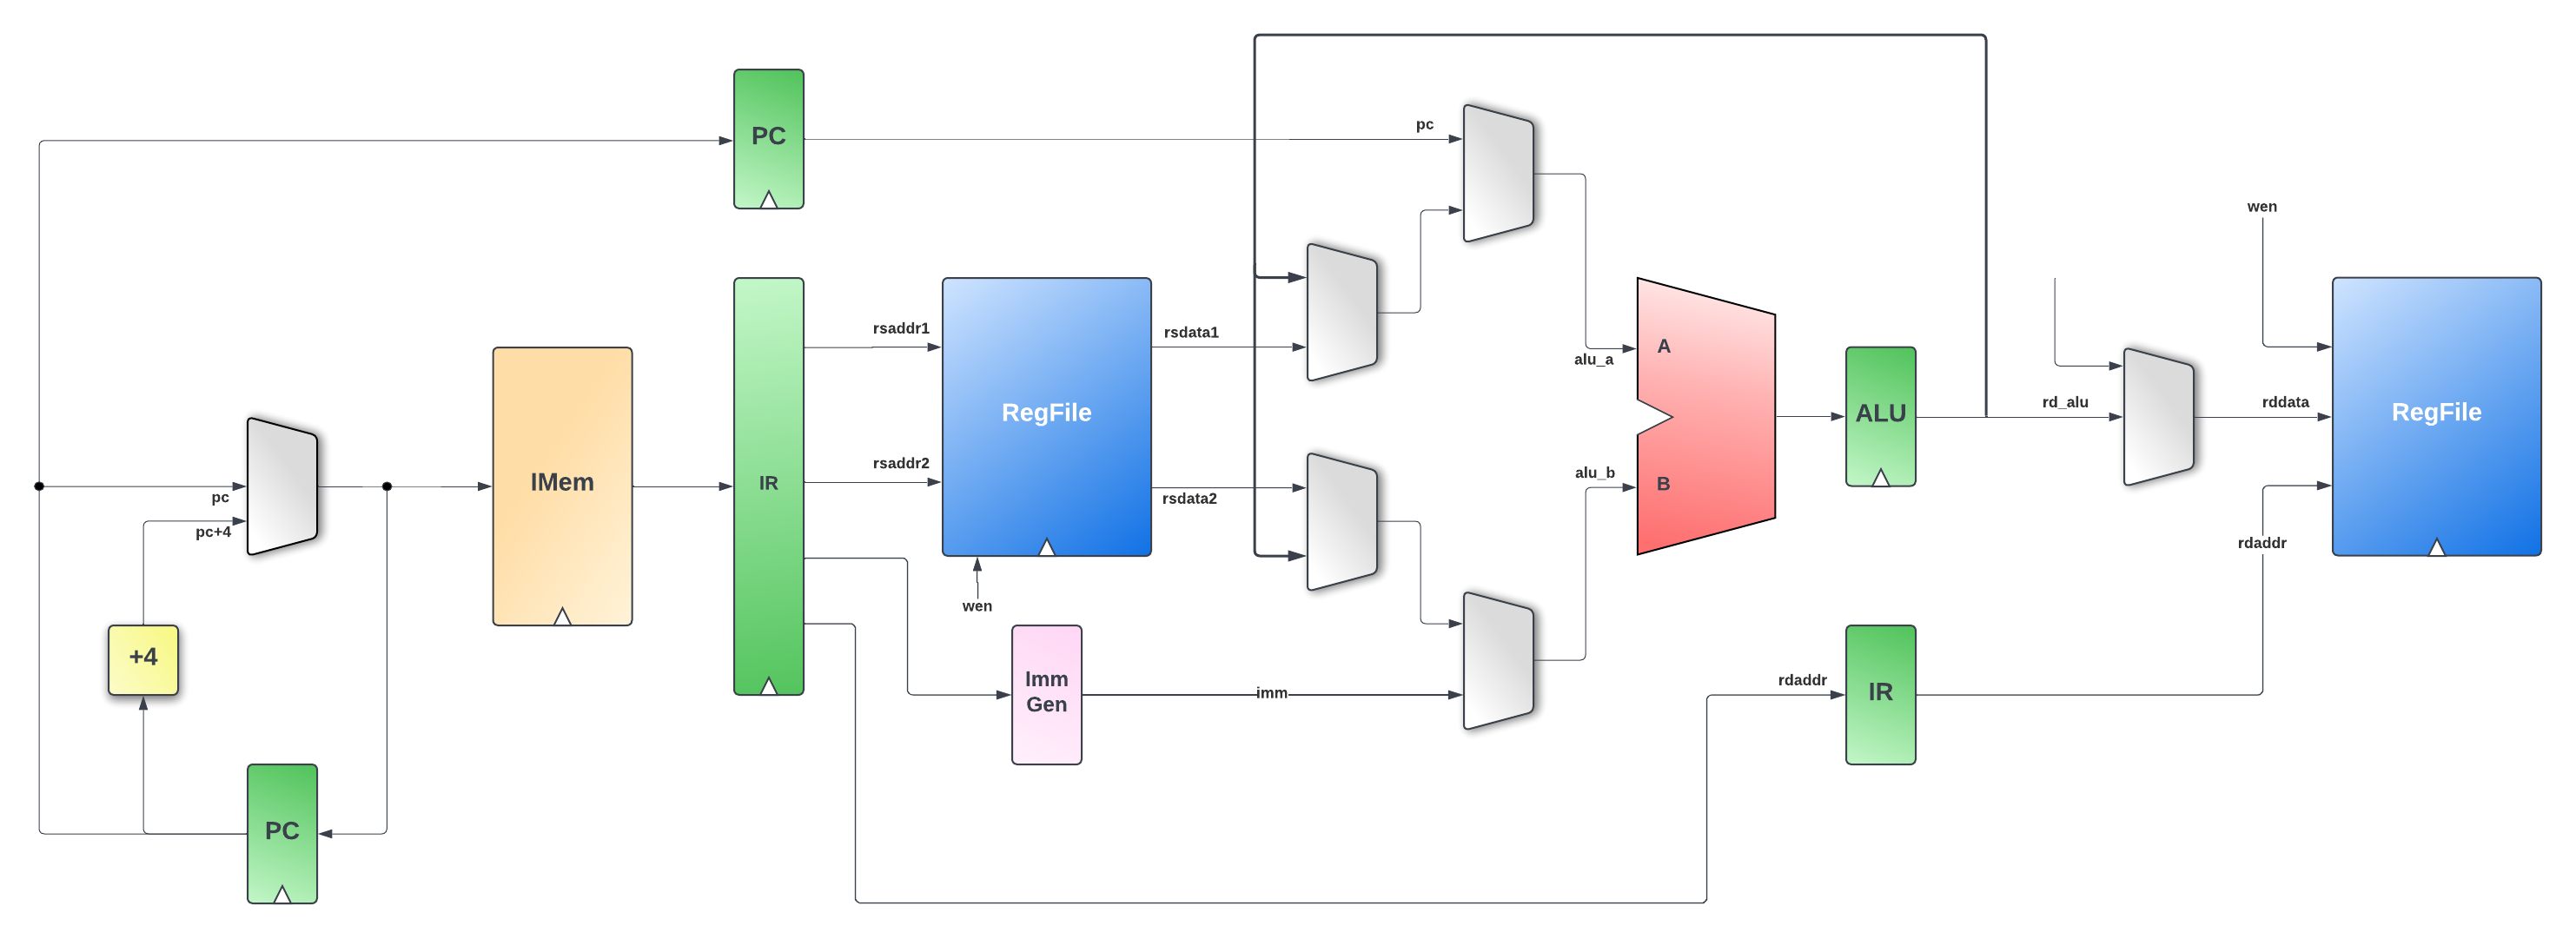 PC
pc
wen
rsaddr1
rsdata1
alu_a
A
rd_alu
rddata
RegFile
ALU
RegFile
rsaddr2
rsdata2
alu_b
B
IMem
IR
pc
pc+4
rdaddr
wen
+4
Imm
Gen
imm
rdaddr
IR
PC